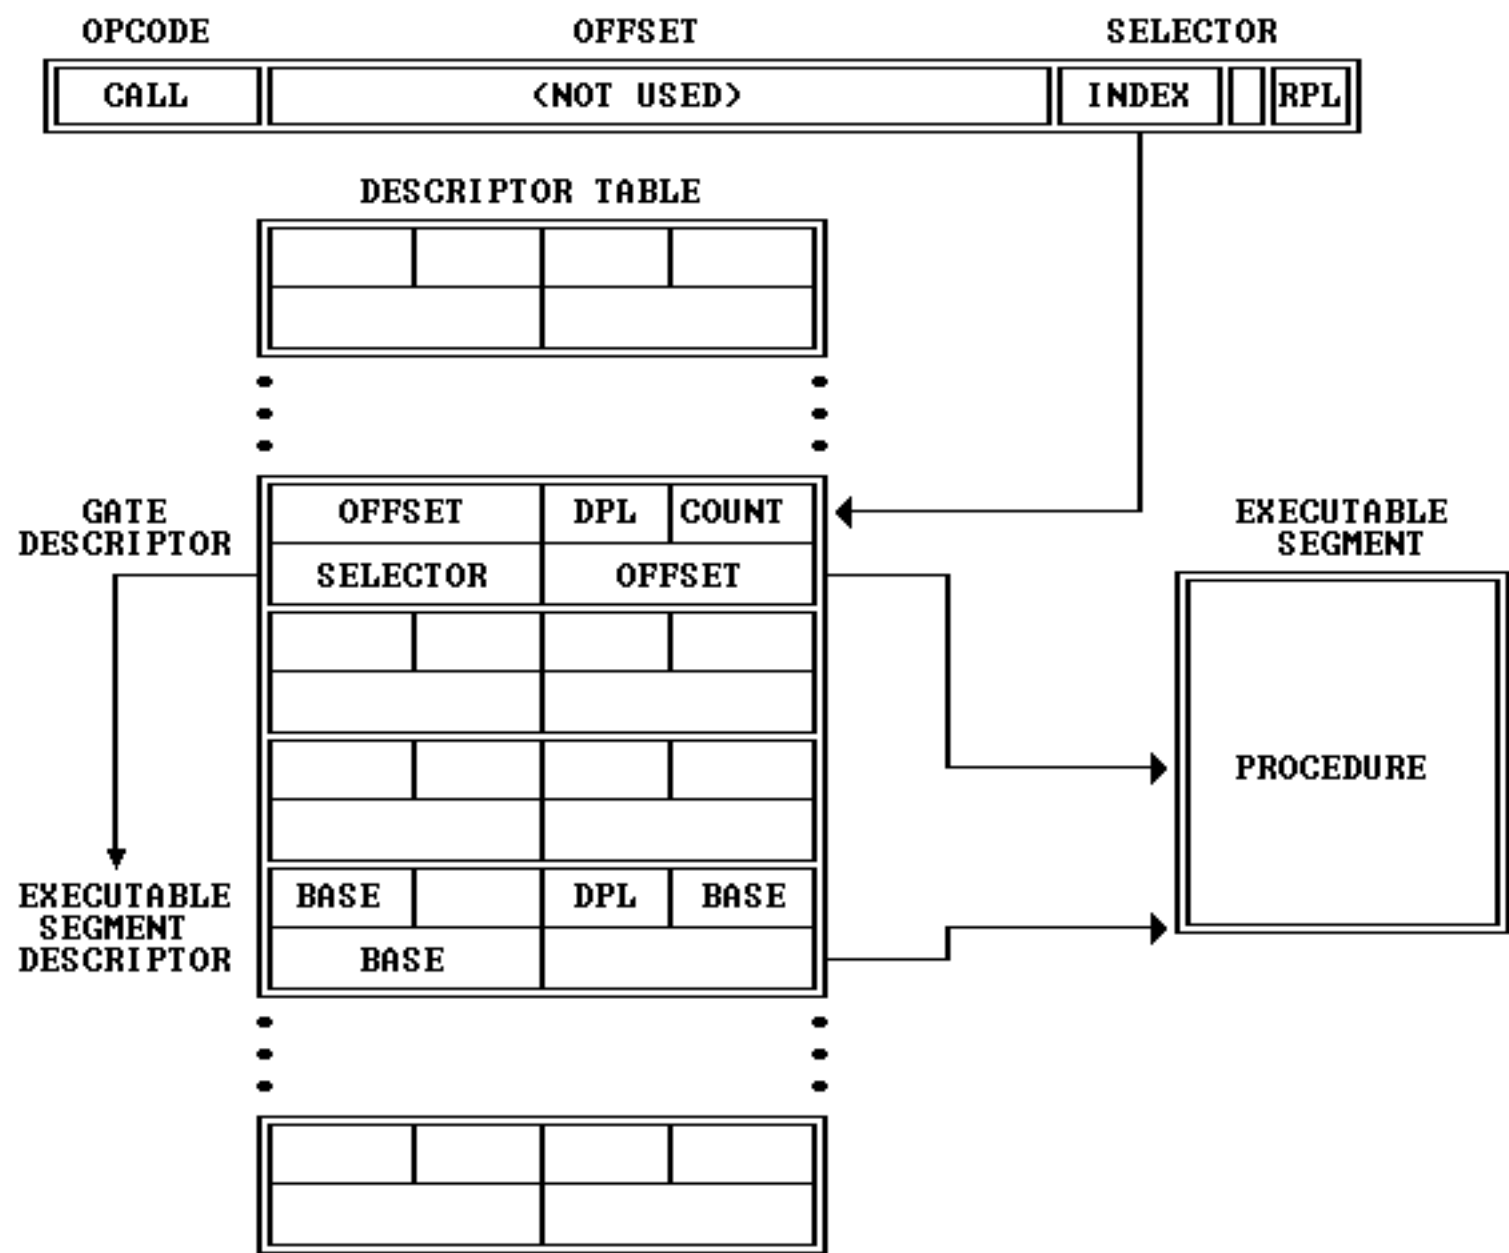 OPCODE OFFSET SELECTOR
CALL <NOT USED> INDEX RPL
DESCRIPTOR TABLE
GATE
DESCRIPTOR
OFFSET DPL COUNT
SELECTOR OFFSET
EXECUTABLE
SEGMENT
PROCEDURE
EXECUTABLE
SEGMENT
DESCRIPTOR
BASE DPL BASE
BASE